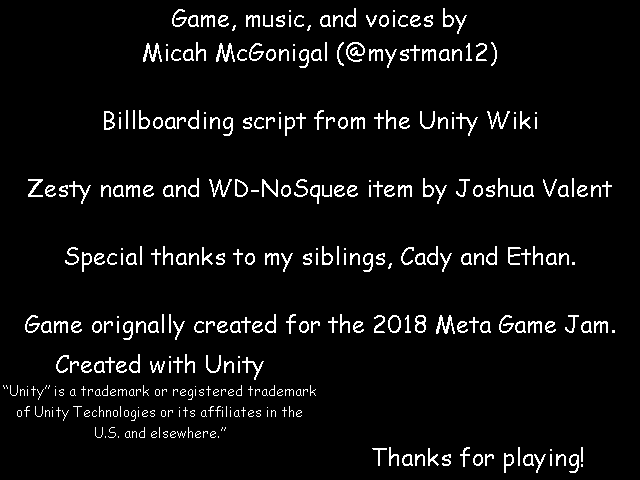 Game, music, and voices by
Micah McGonigal (@mystman12)
Billboarding script from the Unity Wiki
Zesty name and WD-NoSquee item by Joshua Valent
Special thanks to my siblings, Cady and Ethan.
Game orignally created for the 2018 Meta Game Jam.
Created with Unity
“Unity” is a trademark or registered trademark
of Unity Technologies or its affiliates in the
U.S. and elsewhere.”
Thanks for playing!